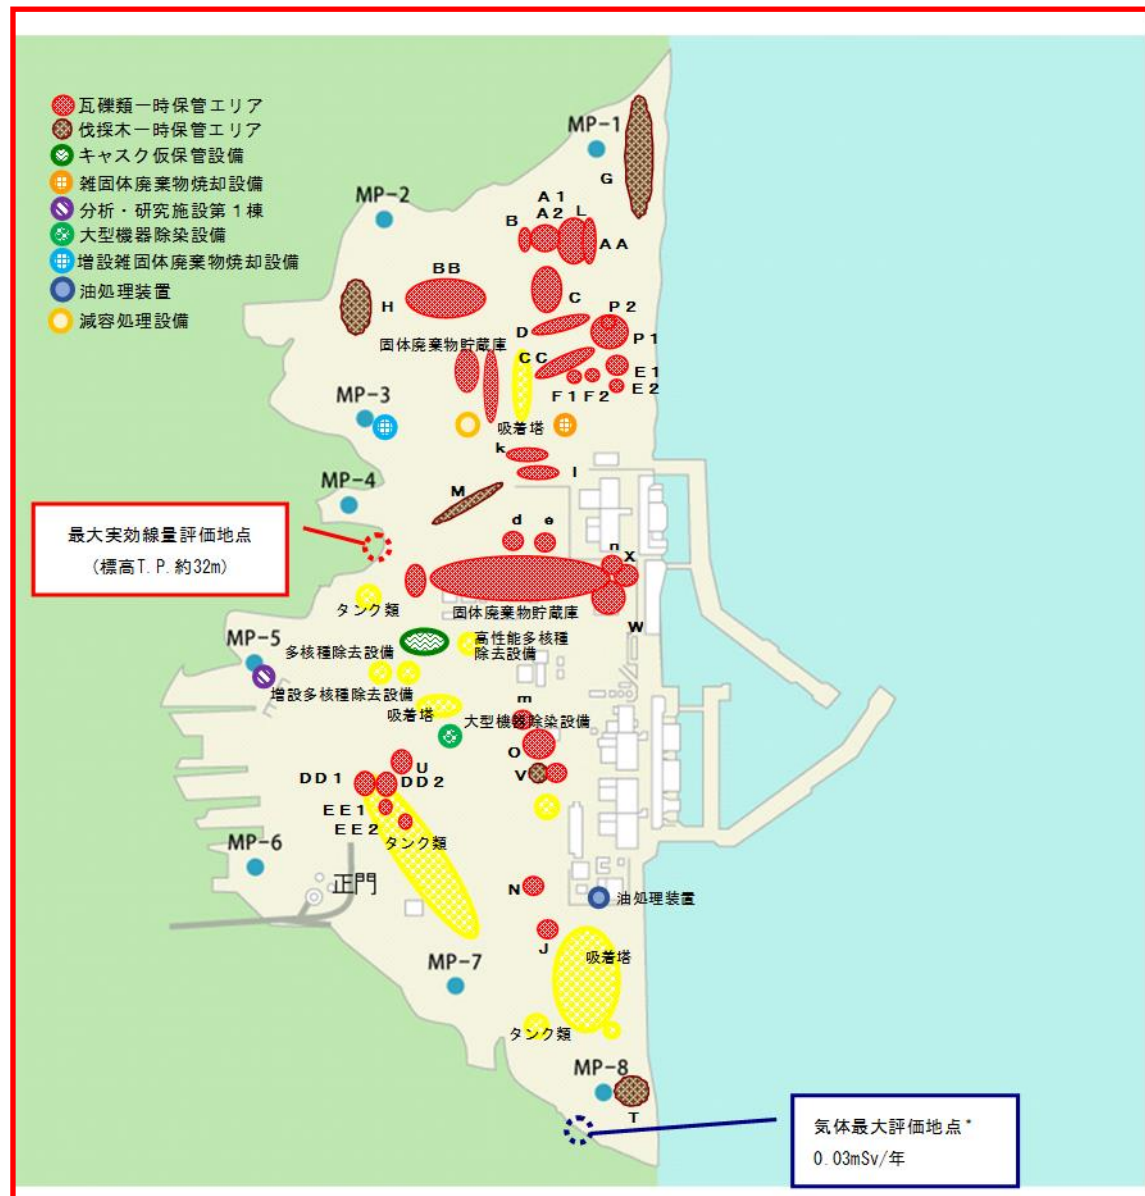 瓦礫類一時保管エリア
伐採木一時保管エリア
キャスク仮保管設備
雑固体廃棄物焼却設備
分析・研究施設第１棟
大型機器除染設備
増設雑固体廃棄物焼却設備
油処理装置
減容処理設備
MP-1
G
MP-2
A１
A２
L
B
AA
BB
H
C
P２
D
P１
固体廃棄物貯蔵庫
CC
E１
E２
F１
F２
MP-3
吸着塔
k
l
MP-4
M
最大実効線量評価地点
(標高T.P.約32m)
d
e
n
X
タンク類
固体廃棄物貯蔵庫
W
MP-5
多核種除去設備
高性能多核種
除去設備
増設多核種除去設備
吸着塔
m
大型機器除染設備
O
U
V
DD１
DD２
EE１
EE２
タンク類
MP-6
正門
N
油処理装置
J
MP-7
吸着塔
タンク類
MP-8
T
気体最大評価地点*
0.03mSv/年